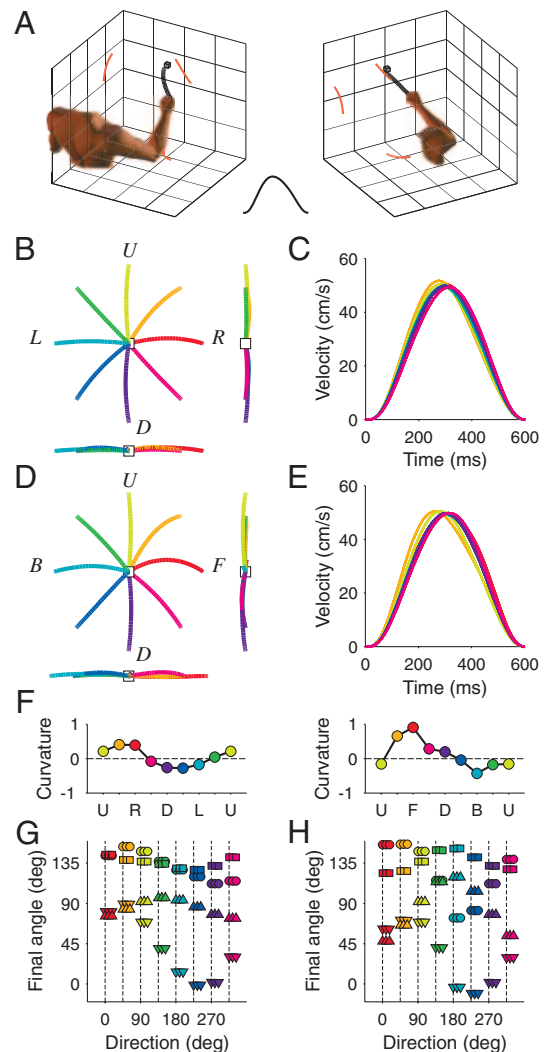 A
B
U
L
R
D
C
Velocity (cm/s)
60
40
20
0
0 200 400 600
Time (ms)
D
U
B
F
D
E
Velocity (cm/s)
60
40
20
0
0 200 400 600
Time (ms)
F
Curvature
1
0
-1
U R D L U
Curvature
1
0
-1
U F D B U
G
Final angle (deg)
135
90
45
0
0 90 180 270
Direction (deg)
H
Final angle (deg)
135
90
45
0
0 90 180 270
Direction (deg)